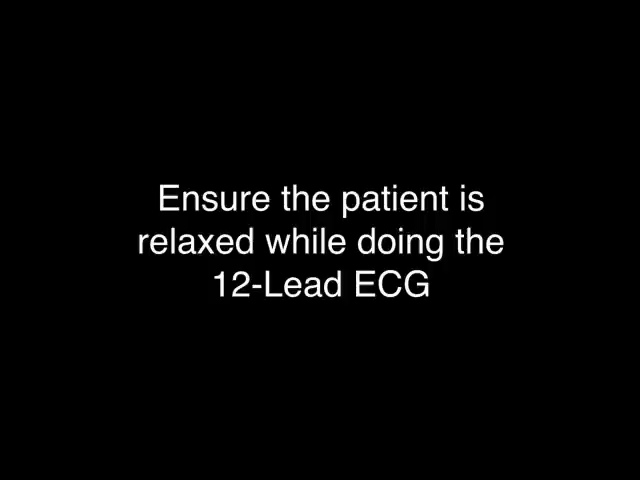 Ensure the patient is
relaxed while doing the
12-Lead ECG